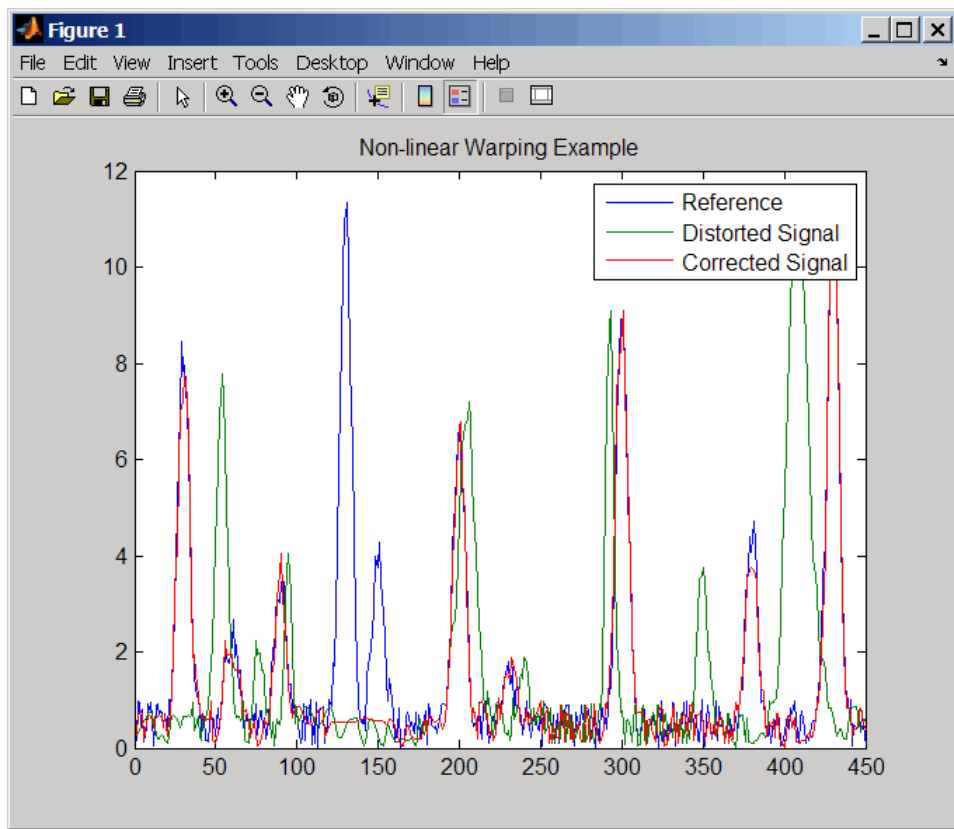 Figure 1
File Edit View Insert Tools Desktop Window Help
Non-linear Warping Example
12
10
8
6
4
2
0
Reference
Distorted Signal
Corrected Signal
0 50 100 150 200 250 300 350 400 450